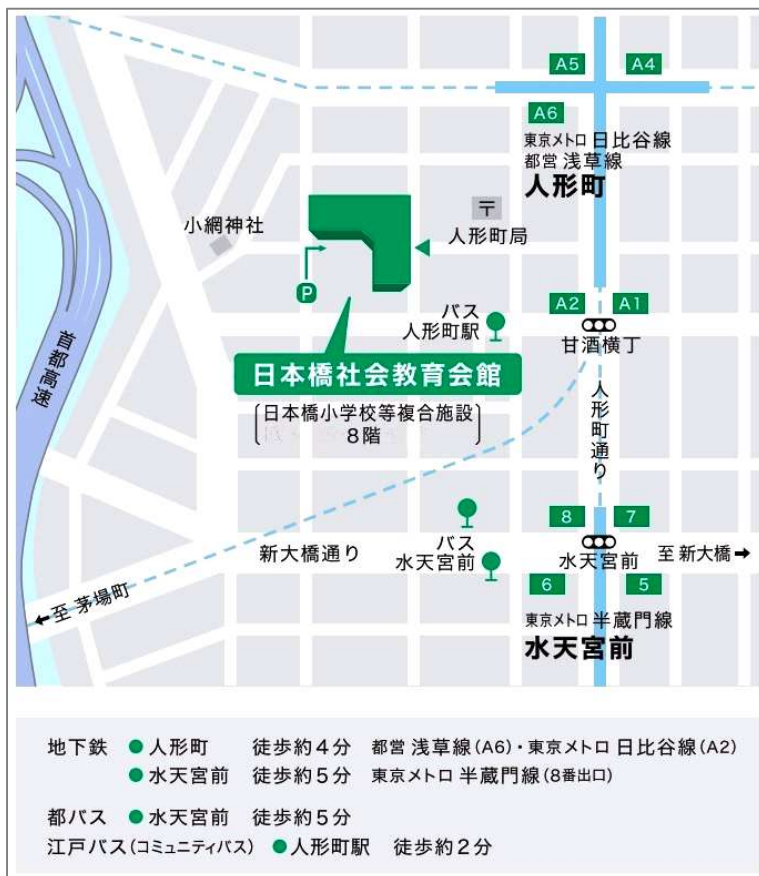 A5
A4
A6
東京メトロ 日比谷線
都営 浅草線
人形町
〒
人形町局
小網神社
P
首都高速
バス
人形町駅
A2
A1
甘酒横丁
日本橋社会教育会館
日本橋小学校等複合施設
8階
人形町通り
8
7
新大橋通り
バス
水天宮前
水天宮前
至 新大橋➡
←至 茅場町
6
5
東京メトロ 半蔵門線
水天宮前
地下鉄 ●人形町 徒歩約4分 都営 浅草線(A6)・東京メトロ 日比谷線(A2)
●水天宮前 徒歩約5分 東京メトロ 半蔵門線(8番出口)
都バス ●水天宮前 徒歩約5分
江戸バス(コミュニティバス) ●人形町駅 徒歩約2分